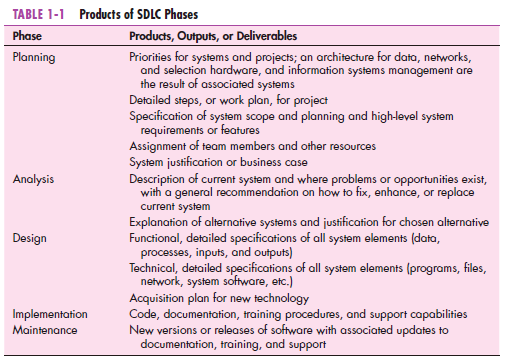 TABLE 1-1 Products of SDLC Phases
Phase Products, Outputs, or Deliverables
Planning Priorities for systems and projects; an architecture for data, networks,
and selection hardware, and information systems management are
the result of associated systems
Detailed steps, or work plan, for project
Specification of system scope and planning and high-level system
requirements or features
Assignment of team members and other resources
System justification or business case
Analysis Description of current system and where problems or opportunities exist,
with a general recommendation on how to fix, enhance, or replace
current system
Explanation of alternative systems and justification for chosen alternative
Design Functional, detailed specifications of all system elements (data,
processes, inputs, and outputs)
Technical, detailed specifications of all system elements (programs, files,
network, system software, etc.)
Acquisition plan for new technology
Implementation Code, documentation, training procedures, and support capabilities
Maintenance New versions or releases of software with associated updates to
documentation, training, and support